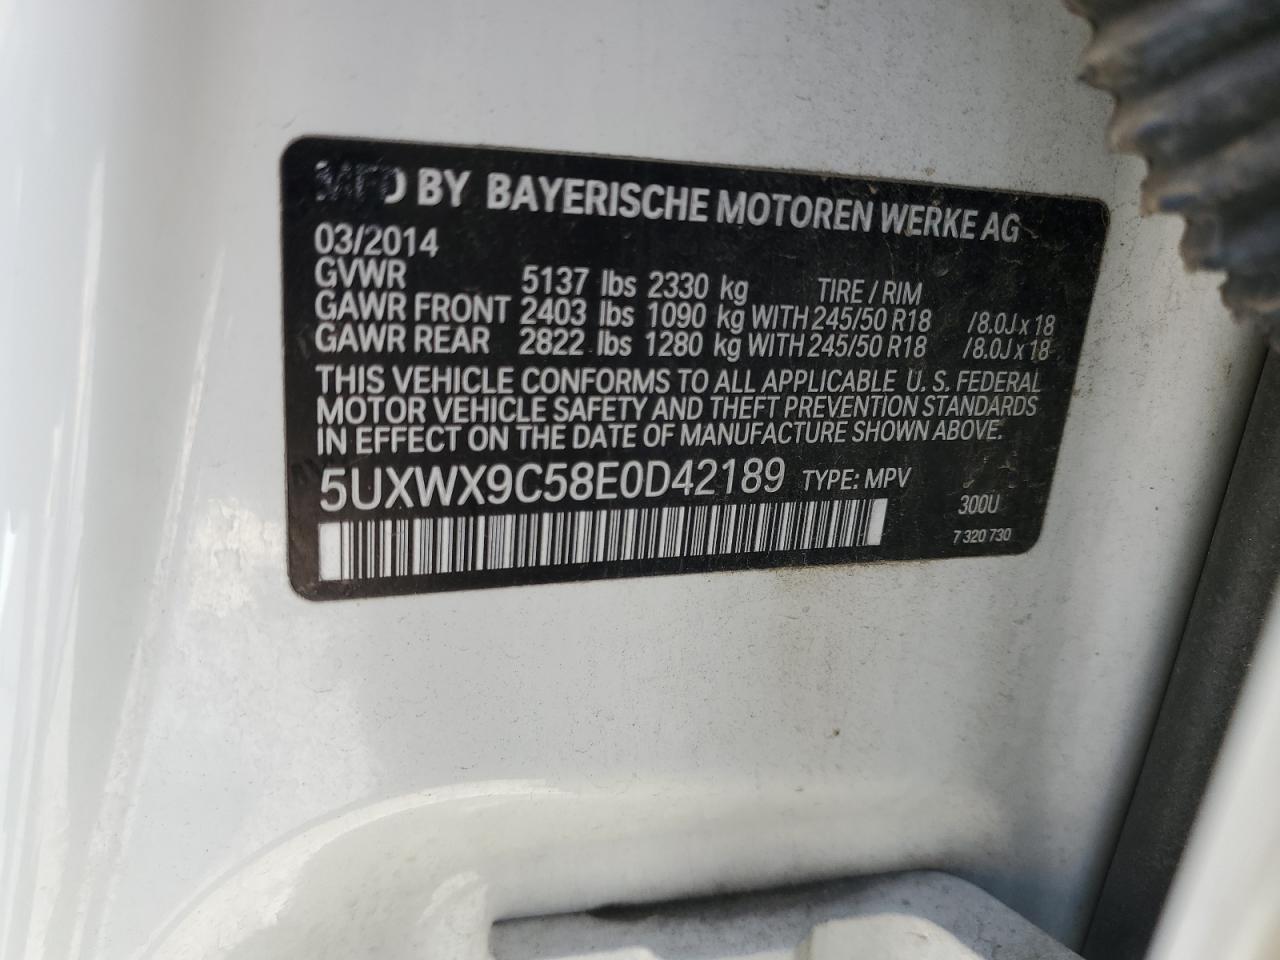 MFD BY BAYERISCHE MOTOREN WERKE AG
03/2014
GVWR 5137 lbs 2330 kg TIRE / RIM
GAWR FRONT 2403 lbs 1090 kg WITH 245/50 R18 /8.0J x 18
GAWR REAR 2822 lbs 1280 kg WITH 245/50 R18 /8.0J x 18
THIS VEHICLE CONFORMS TO ALL APPLICABLE U. S. FEDERAL
MOTOR VEHICLE SAFETY AND THEFT PREVENTION STANDARDS
IN EFFECT ON THE DATE OF MANUFACTURE SHOWN ABOVE.
5UXWX9C58E0D42189 TYPE: MPV
300U
7 320 730